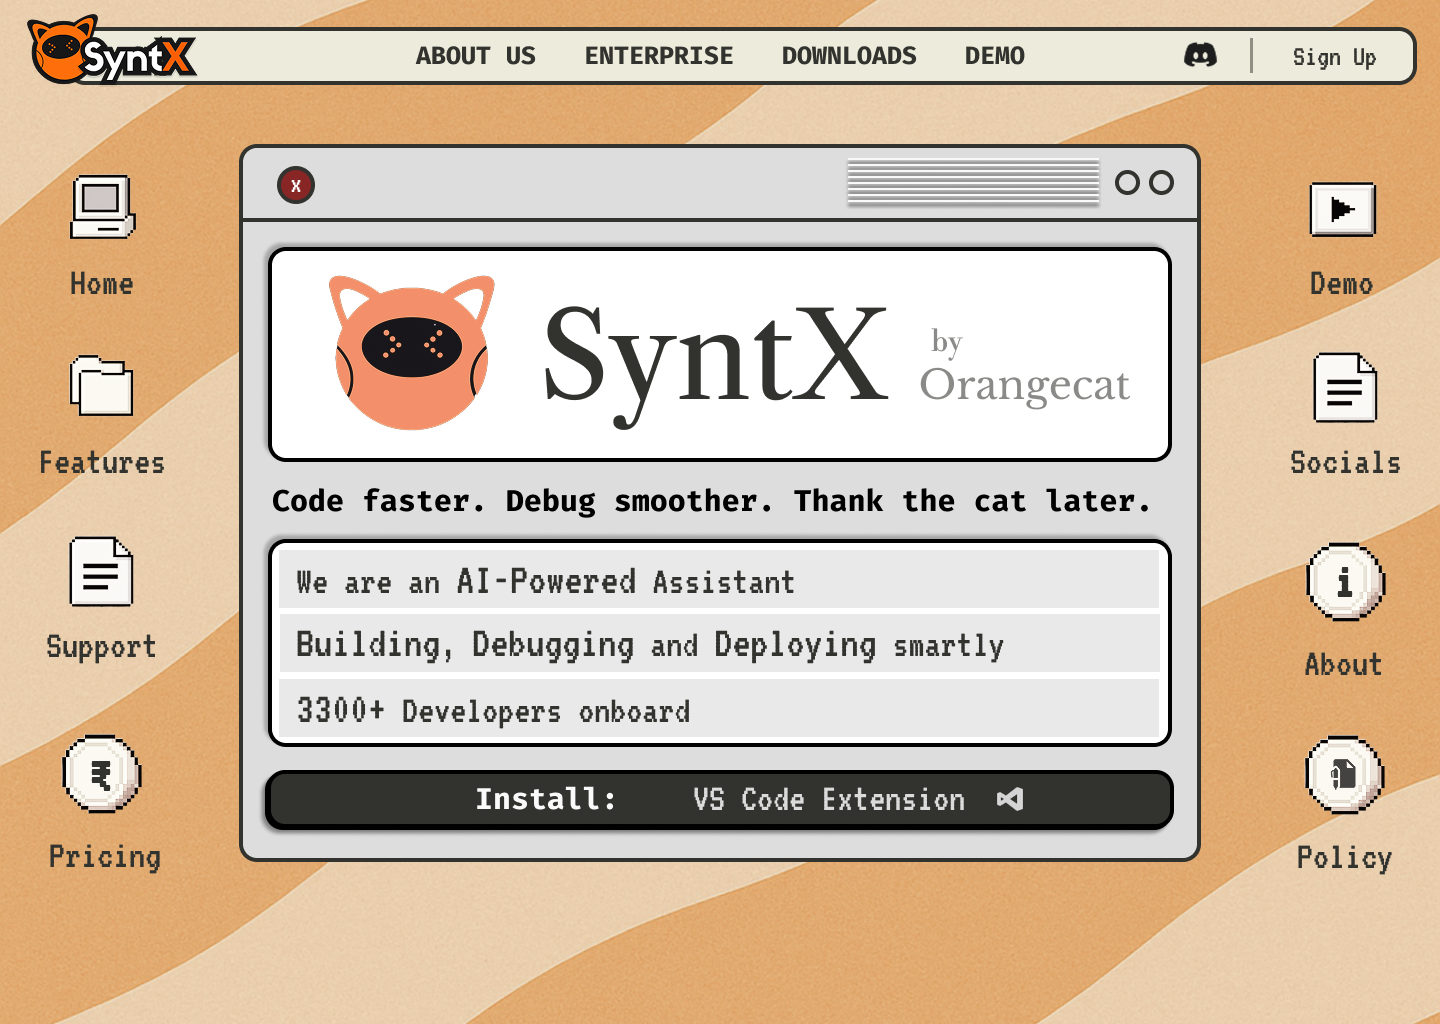 SyntX
ABOUT US ENTERPRISE DOWNLOADS DEMO Sign Up
X
Home
Features
Support
Pricing
SyntX by
Orangecat
Code faster. Debug smoother. Thank the cat later.
We are an AI-Powered Assistant
Building, Debugging and Deploying smartly
3300+ Developers onboard
Install: VS Code Extension
Demo
Socials
i
About
Policy
₹